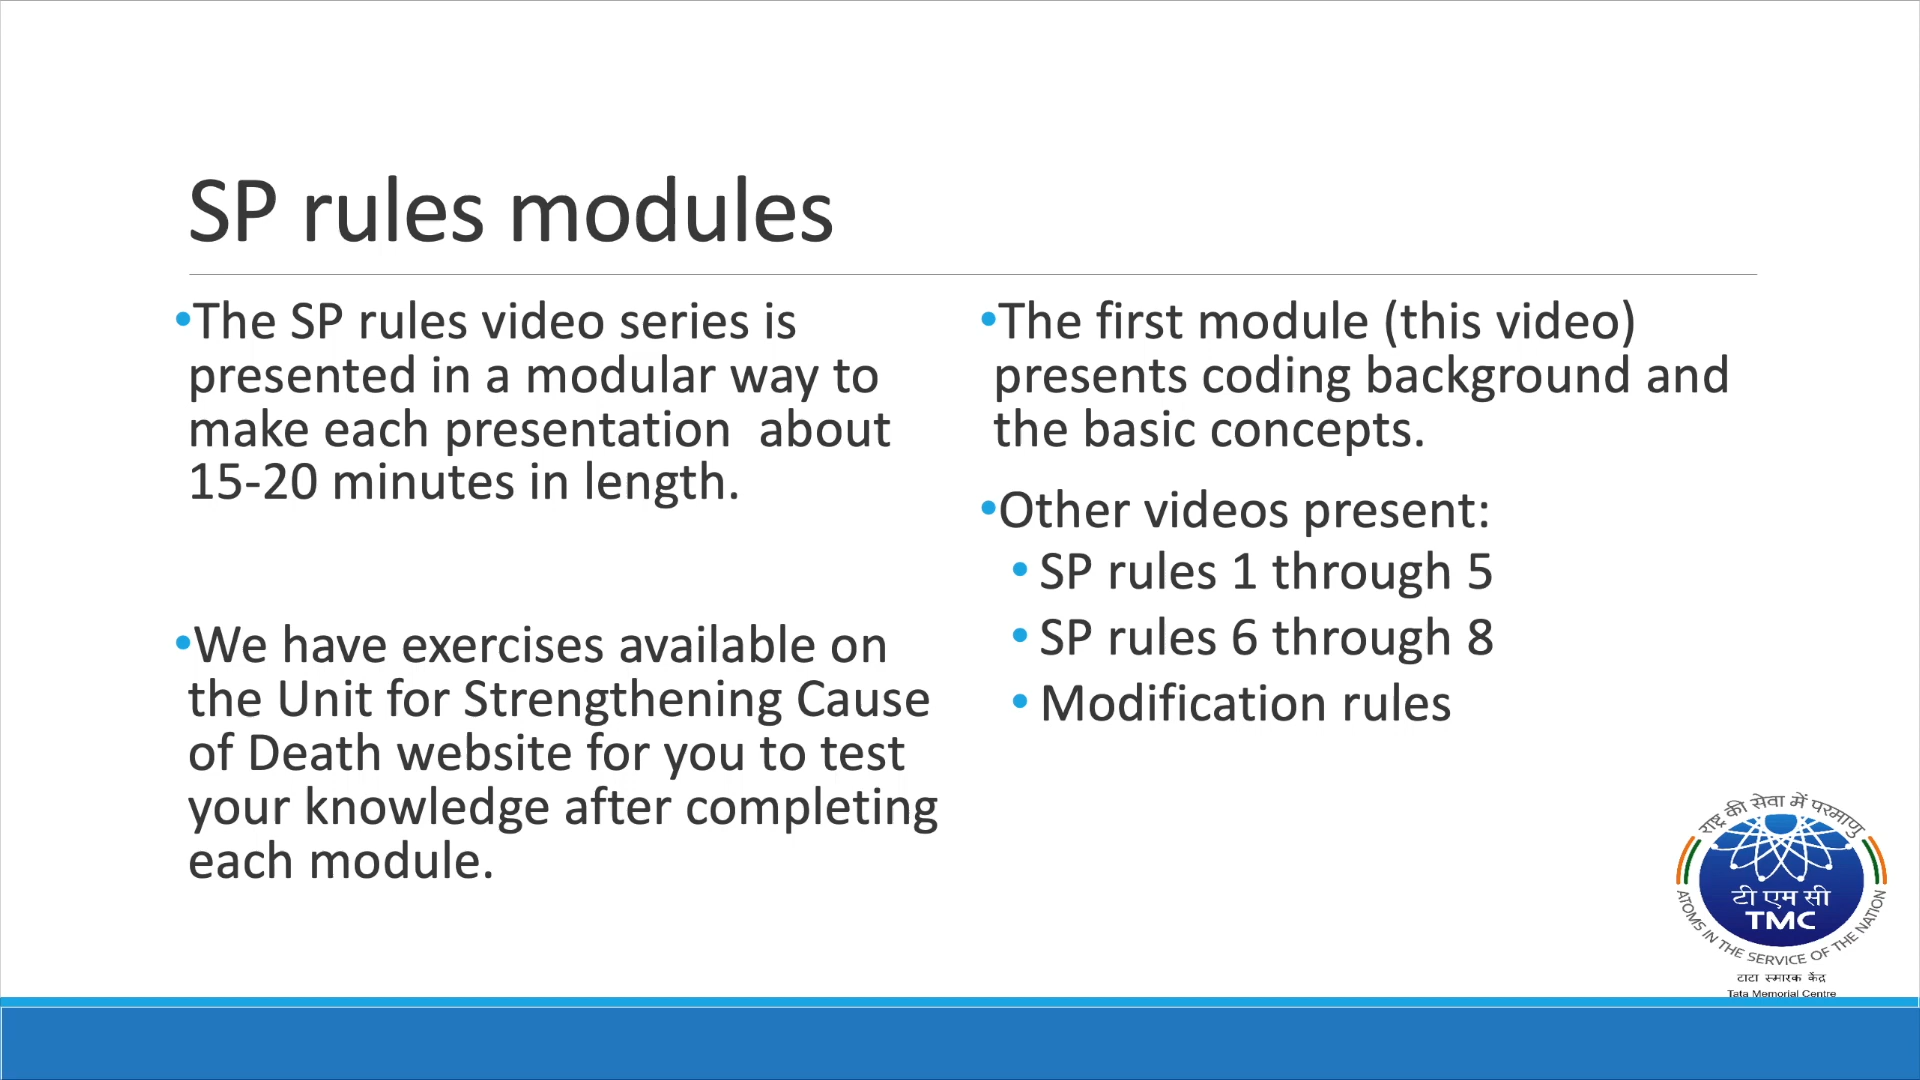 SP rules modules
•The SP rules video series is
presented in a modular way to
make each presentation  about
15-20 minutes in length.
•We have exercises available on
the Unit for Strengthening Cause
of Death website for you to test
your knowledge after completing
each module.
•The first module (this video)
presents coding background and
the basic concepts.
•Other videos present:
• SP rules 1 through 5
• SP rules 6 through 8
• Modification rules
राष्ट्र की सेवा में परमाणु
टी एम सी
TMC
ATOMS IN THE SERVICE OF THE NATION
टाटा स्मारक केंद्र
Tata Memorial Centre